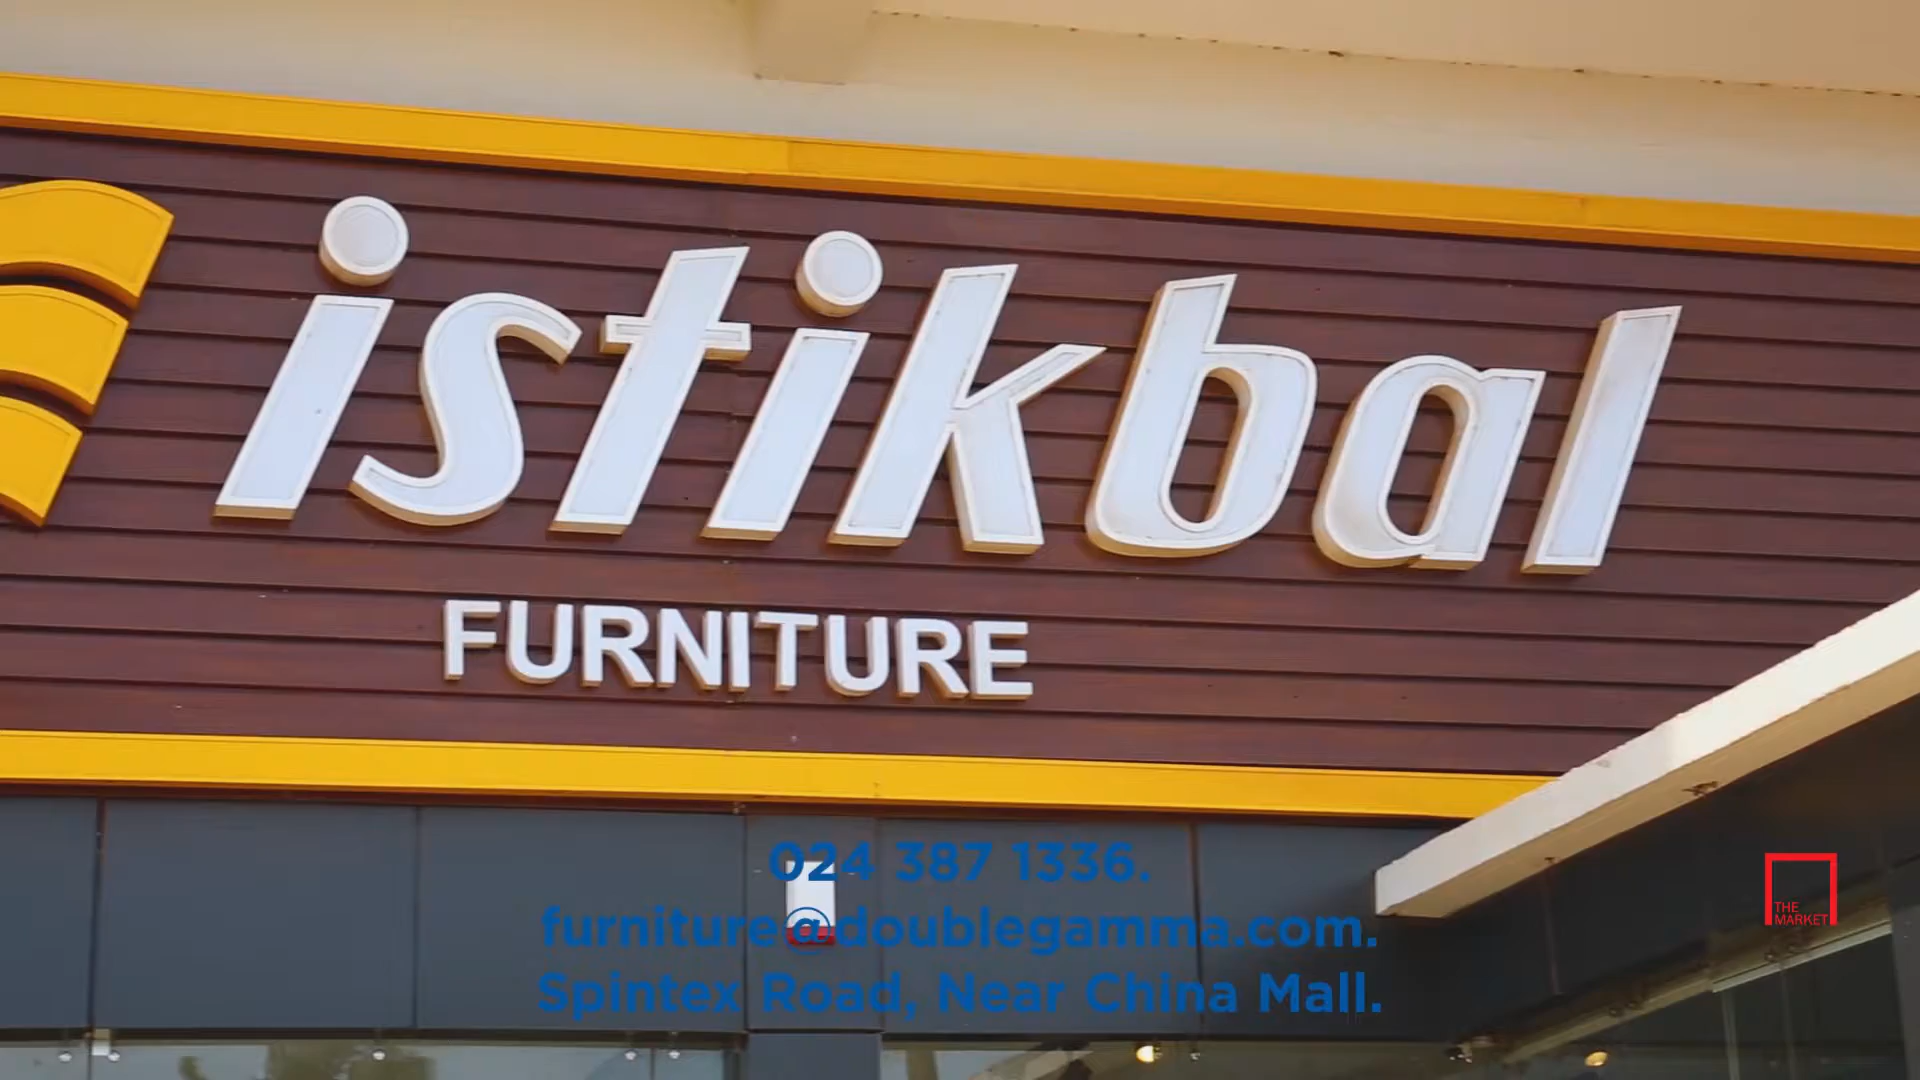 istikbal
FURNITURE
024 387 1336.
furniture@doublegamma.com.
Spintex Road, Near China Mall.
THE
MARKET